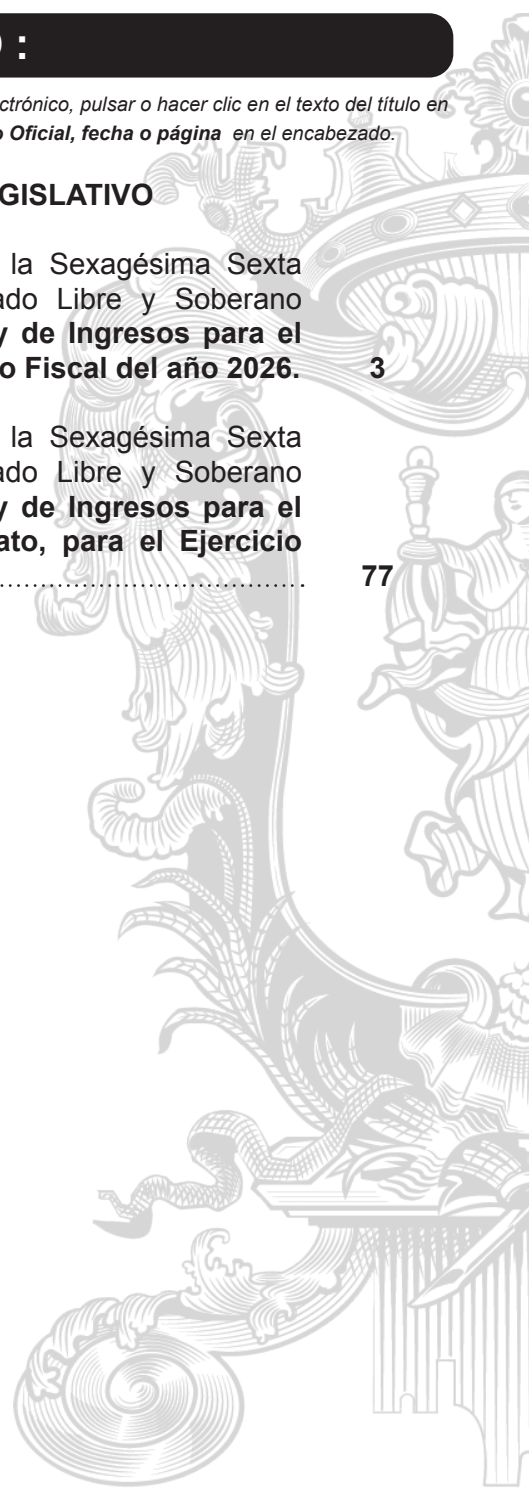 :
ctrónico, pulsar o hacer clic en el texto del título en
o Oficial, fecha o página en el encabezado.
GISLATIVO
la Sexagésima Sexta
ado Libre y Soberano
y de Ingresos para el
o Fiscal del año 2026. 3
la Sexagésima Sexta
ado Libre y Soberano
y de Ingresos para el
ato, para el Ejercicio
........................................ 77